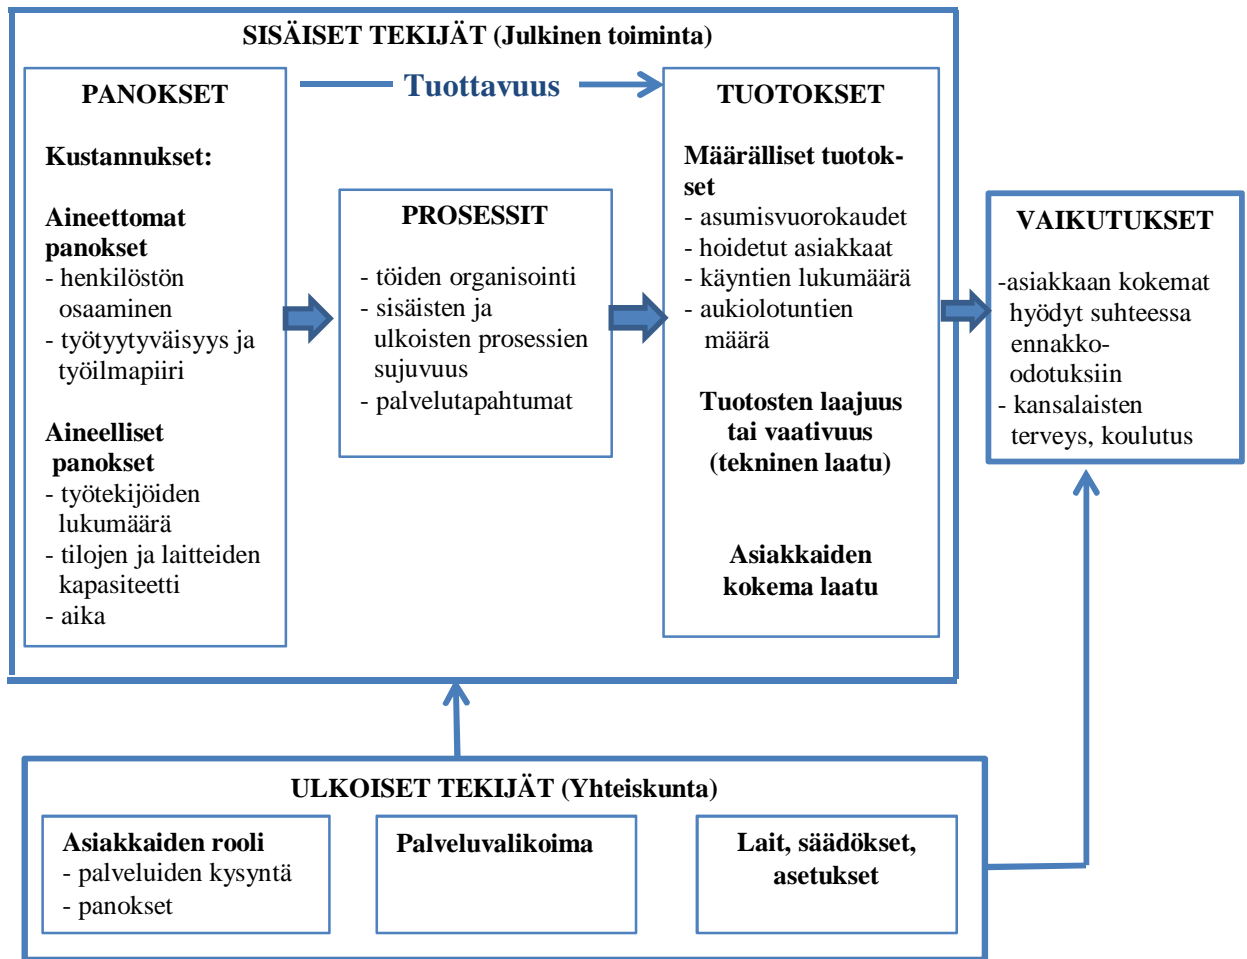 SISÄISET TEKIJÄT (Julkinen toiminta)
PANOKSET
Kustannukset:
Aineettomat
panokset
- henkilöstön
osaaminen
- työtyytyväisyys ja
työilmapiiri
Aineelliset
panokset
- työtekijöiden
lukumäärä
- tilojen ja laitteiden
kapasiteetti
- aika
Tuottavuus
PROSESSIT
- töiden organisointi
- sisäisten ja
ulkoisten prosessien
sujuvuus
- palvelutapahtumat
TUOTOKSET
Määrälliset tuotok-
set
- asumisvuorokaudet
- hoidetut asiakkaat
- käyntien lukumäärä
- aukiolotuntien
määrä
Tuotosten laajuus
tai vaativuus
(tekninen laatu)
Asiakkaiden
kokema laatu
VAIKUTUKSET
-asiakkaan kokemat
hyödyt suhteessa
ennakko-
odotuksiin
- kansalaisten
terveys, koulutus
ULKOISET TEKIJÄT (Yhteiskunta)
Asiakkaiden rooli
- palveluiden kysyntä
- panokset
Palveluvalikoima
Lait, säädökset,
asetukset